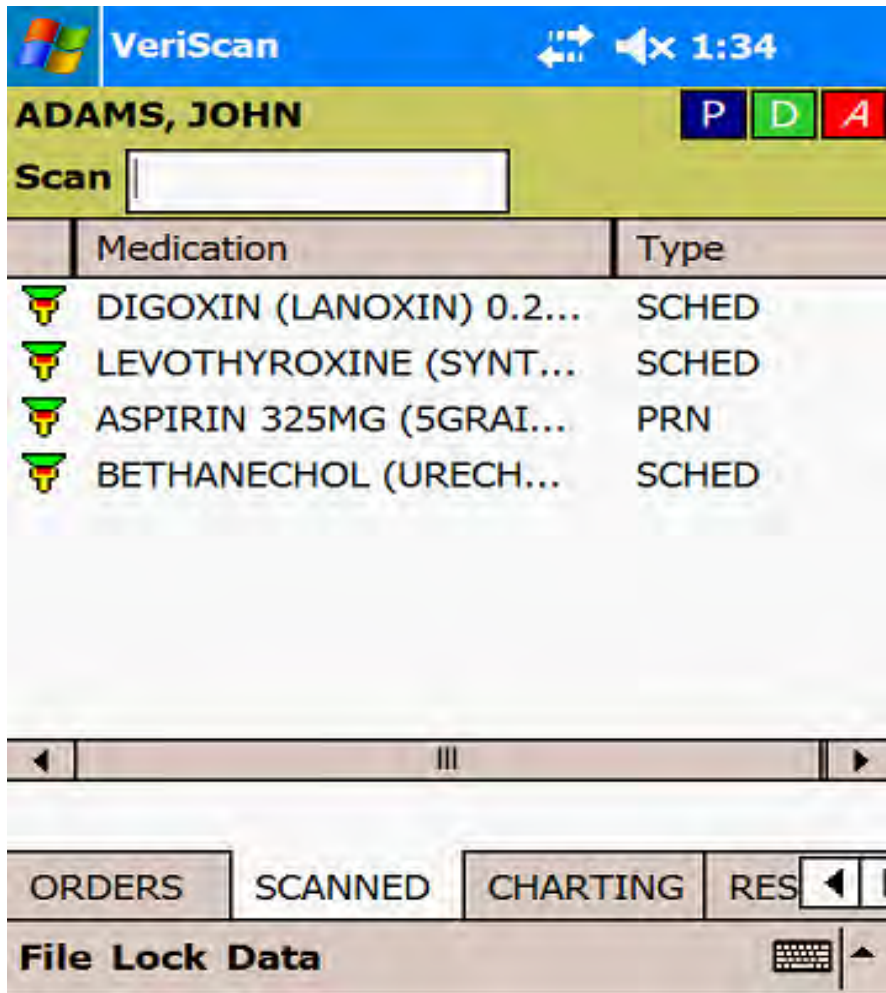 VeriScan 1:34
ADAMS, JOHN P D A
Scan
Medication Type
DIGOXIN (LANOXIN) 0.2... SCHED
LEVOTHYROXINE (SYNT... SCHED
ASPIRIN 325MG (5GRAI... PRN
BETHANECHOL (URECH... SCHED
ORDERS SCANNED CHARTING RES
File Lock Data